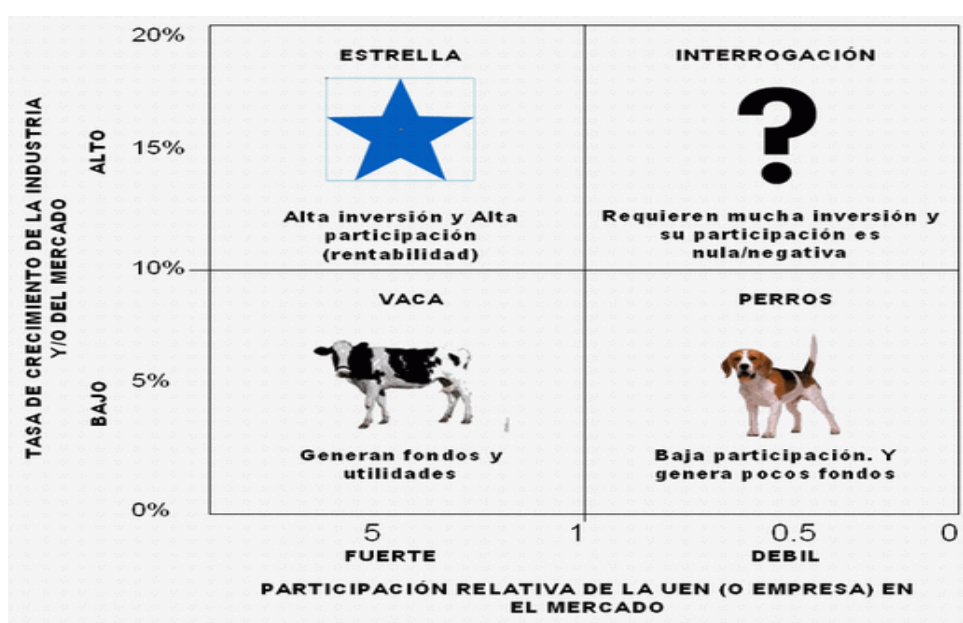 TASA DE CRECIMIENTO DE LA INDUSTRIA
Y/O DEL MERCADO
ALTO
BAJO
20%
15%
10%
5%
0%
ESTRELLA
Alta inversión y Alta
participación
(rentabilidad)
INTERROGACIÓN
?
Requieren mucha inversión y
su participación es
nula/negativa
VACA
Generan fondos y
utilidades
PERROS
Baja participación. Y
genera pocos fondos
5
1
0.5
0
FUERTE
DEBIL
PARTICIPACIÓN RELATIVA DE LA UEN (O EMPRESA) EN
EL MERCADO